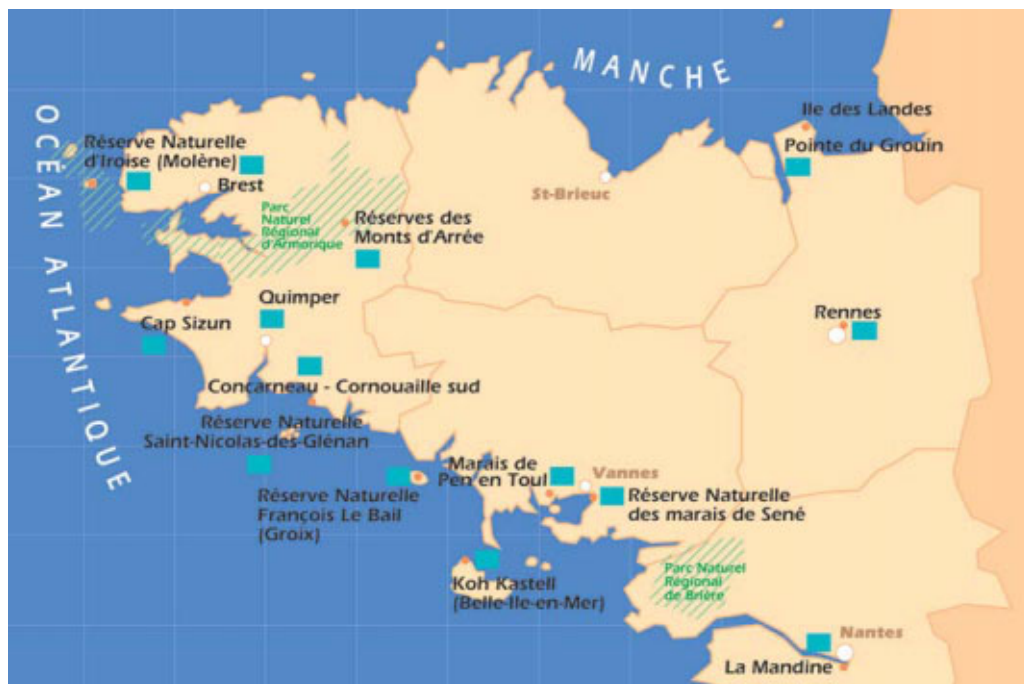 MANCHE
OCÉAN ATLANTIQUE
Ile des Landes
Pointe du Grouin
Réserve Naturelle
d'Iroise (Molène)
Brest
St-Brieuc
Parc
Naturel
Régional
d'Armorique
Réserves des
Monts d'Arrée
Quimper
Cap Sizun
Rennes
Concarneau - Cornouaille sud
Réserve Naturelle
Saint-Nicolas-des-Glénan
Marais de
Pen en Toul
Vannes
Réserve Naturelle
François Le Bail
(Groix)
Réserve Naturelle
des marais de Sené
Koh Kastell
(Belle-Ile-en-Mer)
Parc Naturel
Régional
de Brière
Nantes
La Mandine